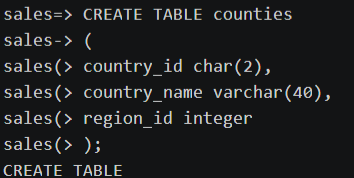 sales=> CREATE TABLE counties
sales-> (
sales(> country_id char(2),
sales(> country_name varchar(40),
sales(> region_id integer
sales(> );
CREATE TABLE